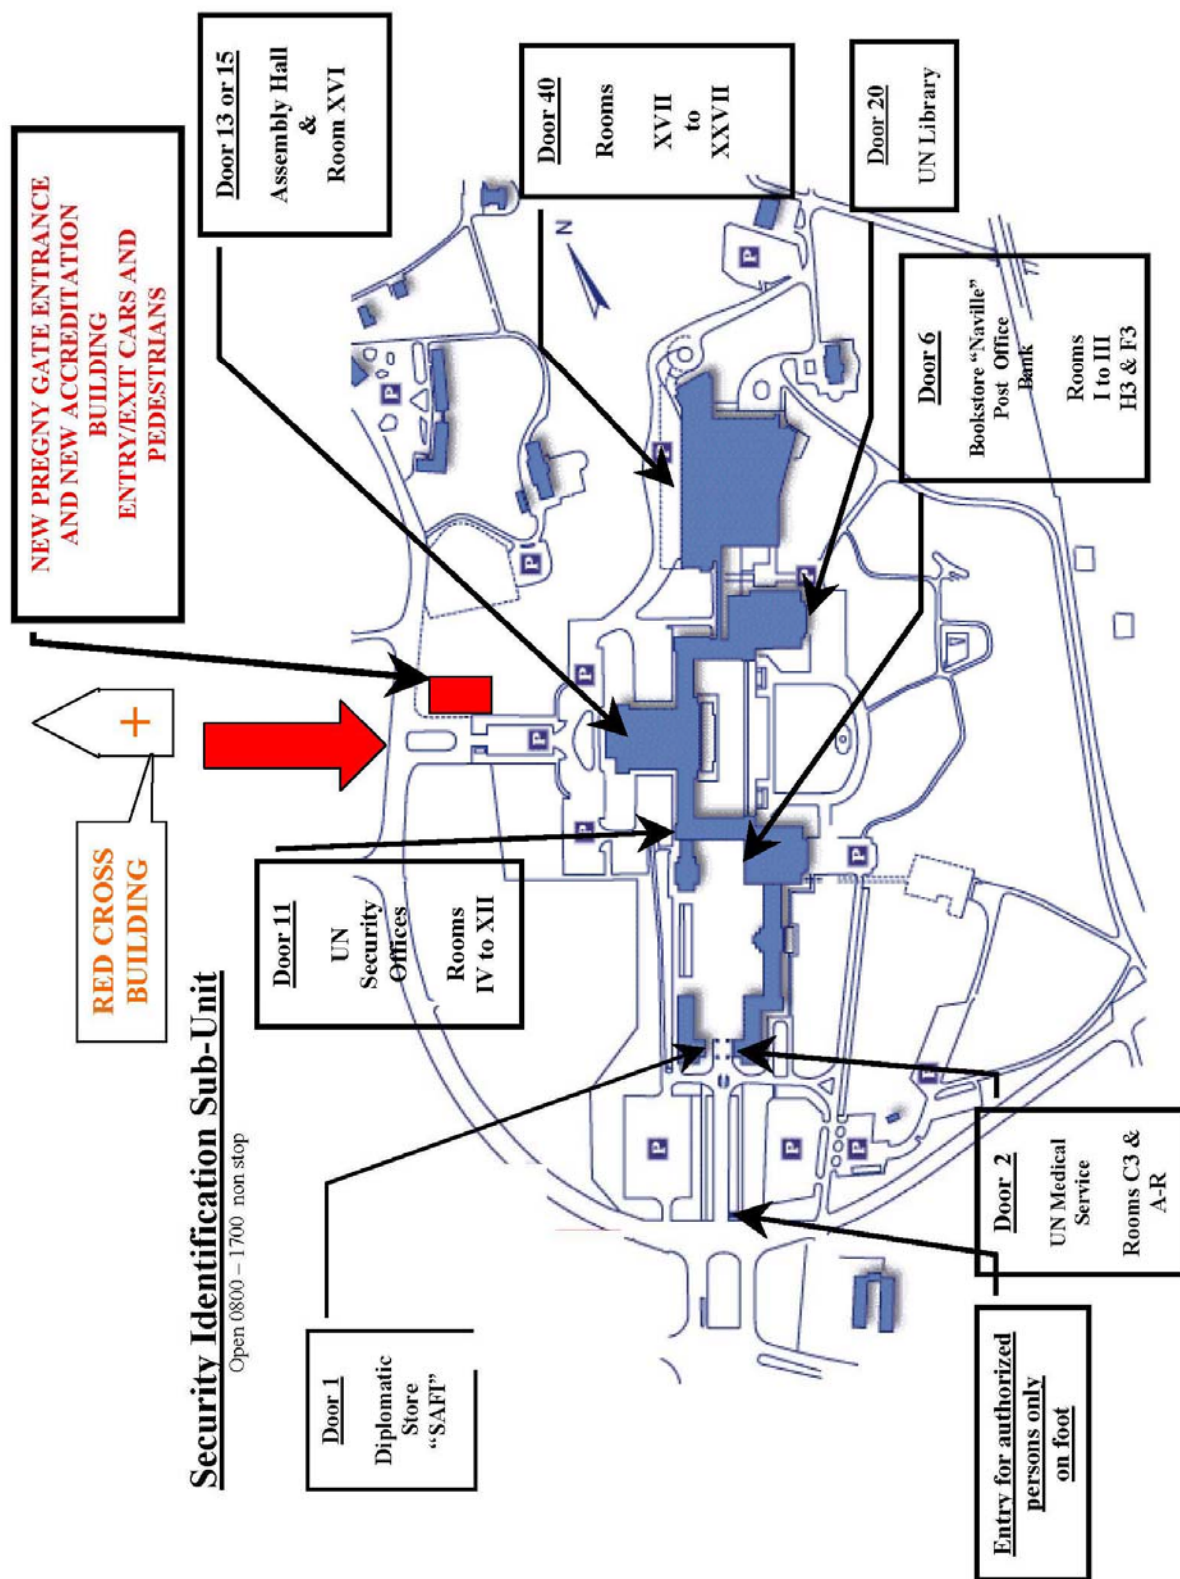 Security Identification Sub-Unit
Open 0800 – 1700 non stop
RED CROSS
BUILDING
NEW PREGNY GATE ENTRANCE
AND NEW ACCREDITATION
BUILDING
ENTRY/EXIT CARS AND
PEDESTRIANS
Door 1
Diplomatic
Store
“SAFI”
Door 11
UN
Security
Offices
Rooms
IV to XII
Door 13 or 15
Assembly Hall
&
Room XVI
Door 40
Rooms
XVII
to
XXVII
Door 20
UN Library
Door 6
Bookstore “Naville”
Post Office
Bank
Rooms
I to III
H3 & F3
Door 2
UN Medical
Service
Rooms C3 &
A-R
Entry for authorized
persons only
on foot
N
P
P
P
P
P
P
P
P
P
P
P
P
P
P